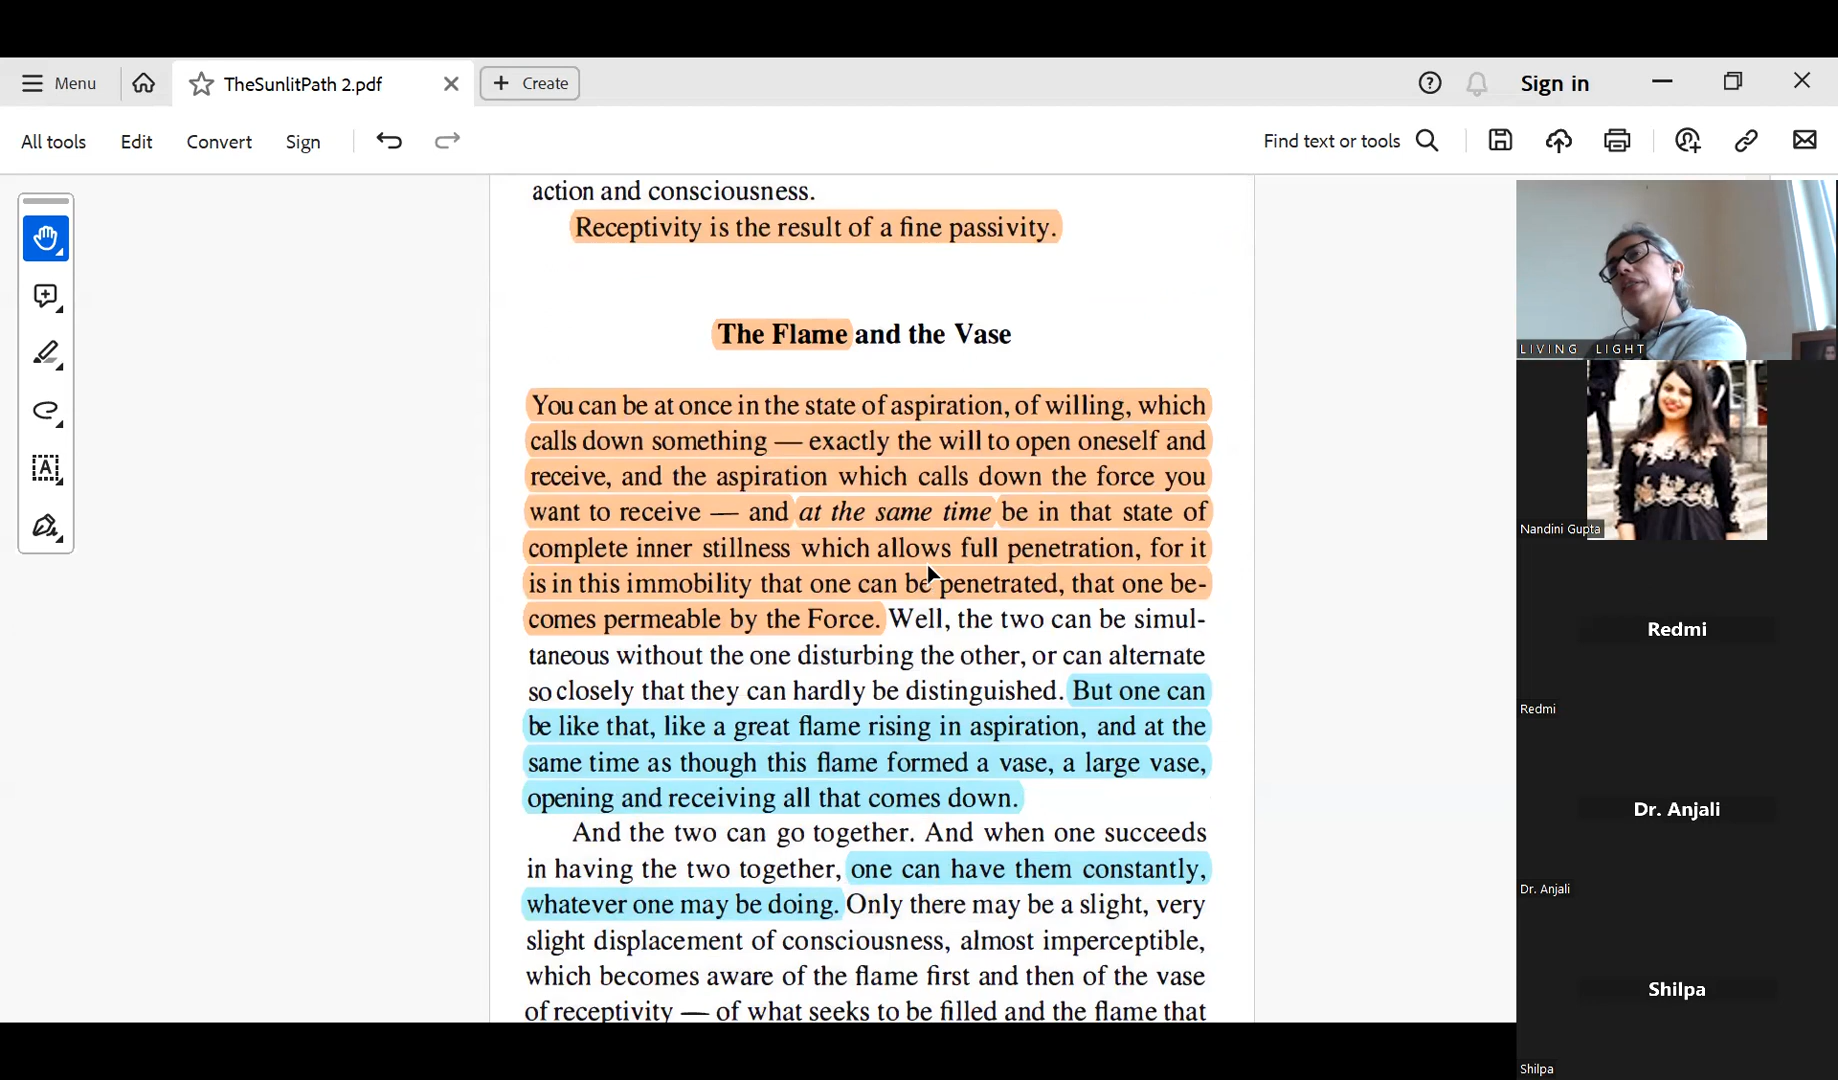 Menu
TheSunlitPath 2.pdf
Create
Sign in
All tools
Edit
Convert
Sign
Find text or tools
action and consciousness.
Receptivity is the result of a fine passivity.
The Flame and the Vase
You can be at once in the state of aspiration, of willing, which
calls down something — exactly the will to open oneself and
receive, and the aspiration which calls down the force you
want to receive — and at the same time be in that state of
complete inner stillness which allows full penetration, for it
is in this immobility that one can be penetrated, that one be-
comes permeable by the Force. Well, the two can be simul-
taneous without the one disturbing the other, or can alternate
so closely that they can hardly be distinguished. But one can
be like that, like a great flame rising in aspiration, and at the
same time as though this flame formed a vase, a large vase,
opening and receiving all that comes down.
And the two can go together. And when one succeeds
in having the two together, one can have them constantly,
whatever one may be doing. Only there may be a slight, very
slight displacement of consciousness, almost imperceptible,
which becomes aware of the flame first and then of the vase
of receptivity — of what seeks to be filled and the flame that
LIVING LIGHT
Nandini Gupta
Redmi
Redmi
Dr. Anjali
Dr. Anjali
Shilpa
Shilpa